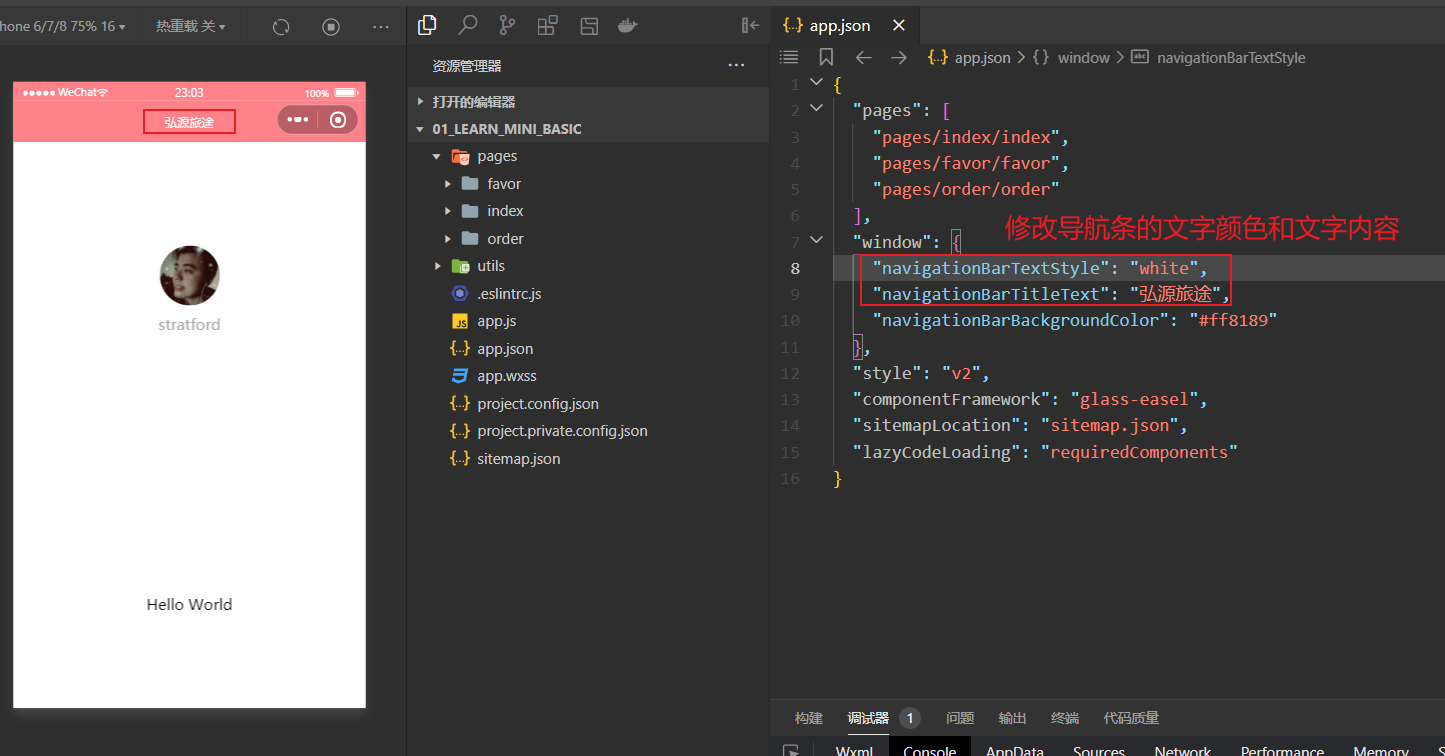 hone 6/7/8 75% 16
热重载 关
WeChat
23:03
100%
弘源旅途
stratford
Hello World
资源管理器
打开的编辑器
01_LEARN_MINI_BASIC
pages
favor
index
order
utils
.eslintrc.js
app.js
app.json
app.wxss
project.config.json
project.private.config.json
sitemap.json
app.json
app.json > {} window > navigationBarTextStyle
1 {
2 "pages": [
3 "pages/index/index",
4 "pages/favor/favor",
5 "pages/order/order"
6 ],
修改导航条的文字颜色和文字内容
7 "window": {
8 "navigationBarTextStyle": "white",
9 "navigationBarTitleText": "弘源旅途",
10 "navigationBarBackgroundColor": "#ff8189"
11 },
12 "style": "v2",
13 "componentFramework": "glass-easel",
14 "sitemapLocation": "sitemap.json",
15 "lazyCodeLoading": "requiredComponents"
16 }
构建 调试器 1 问题 输出 终端 代码质量
Wxml Console AppData Sources Network Performance Memory